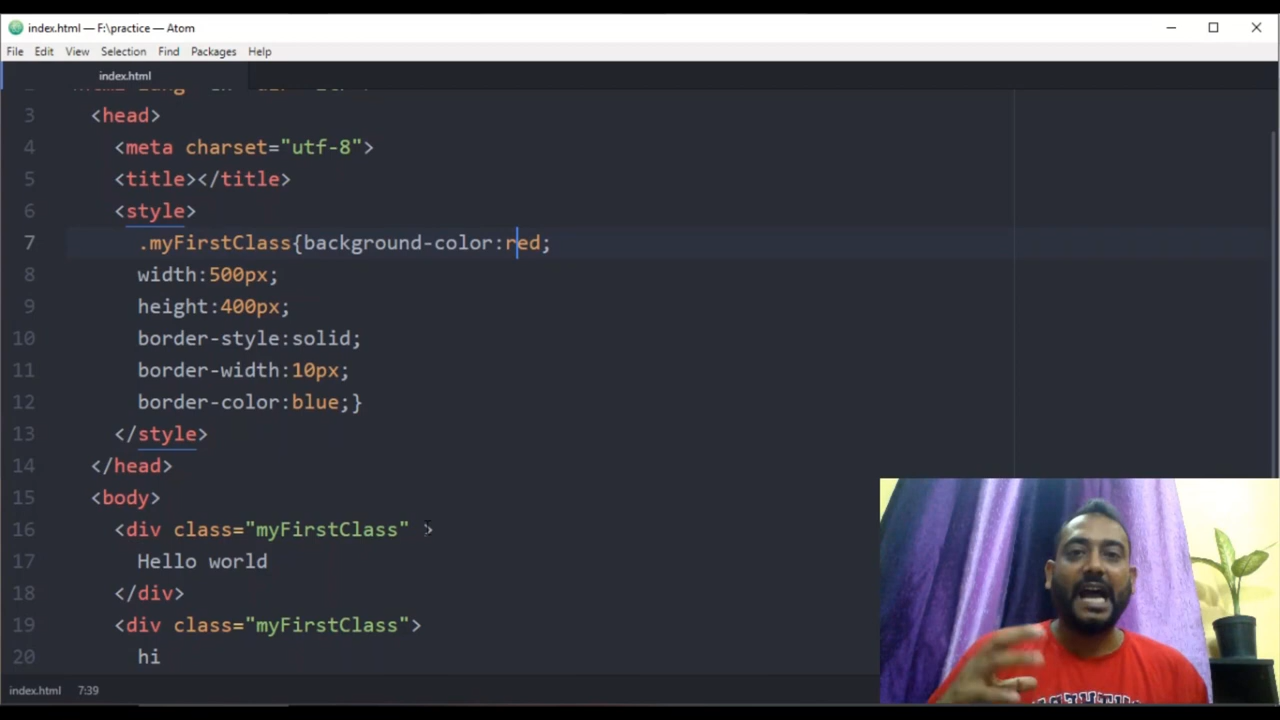 index.html — F:\practice — Atom
File Edit View Selection Find Packages Help
index.html
3 <head>
4 <meta charset="utf-8">
5 <title></title>
6 <style>
7 .myFirstClass{background-color:red;
8 width:500px;
9 height:400px;
10 border-style:solid;
11 border-width:10px;
12 border-color:blue;}
13 </style>
14 </head>
15 <body>
16 <div class="myFirstClass" >
17 Hello world
18 </div>
19 <div class="myFirstClass">
20 hi
index.html 7:39